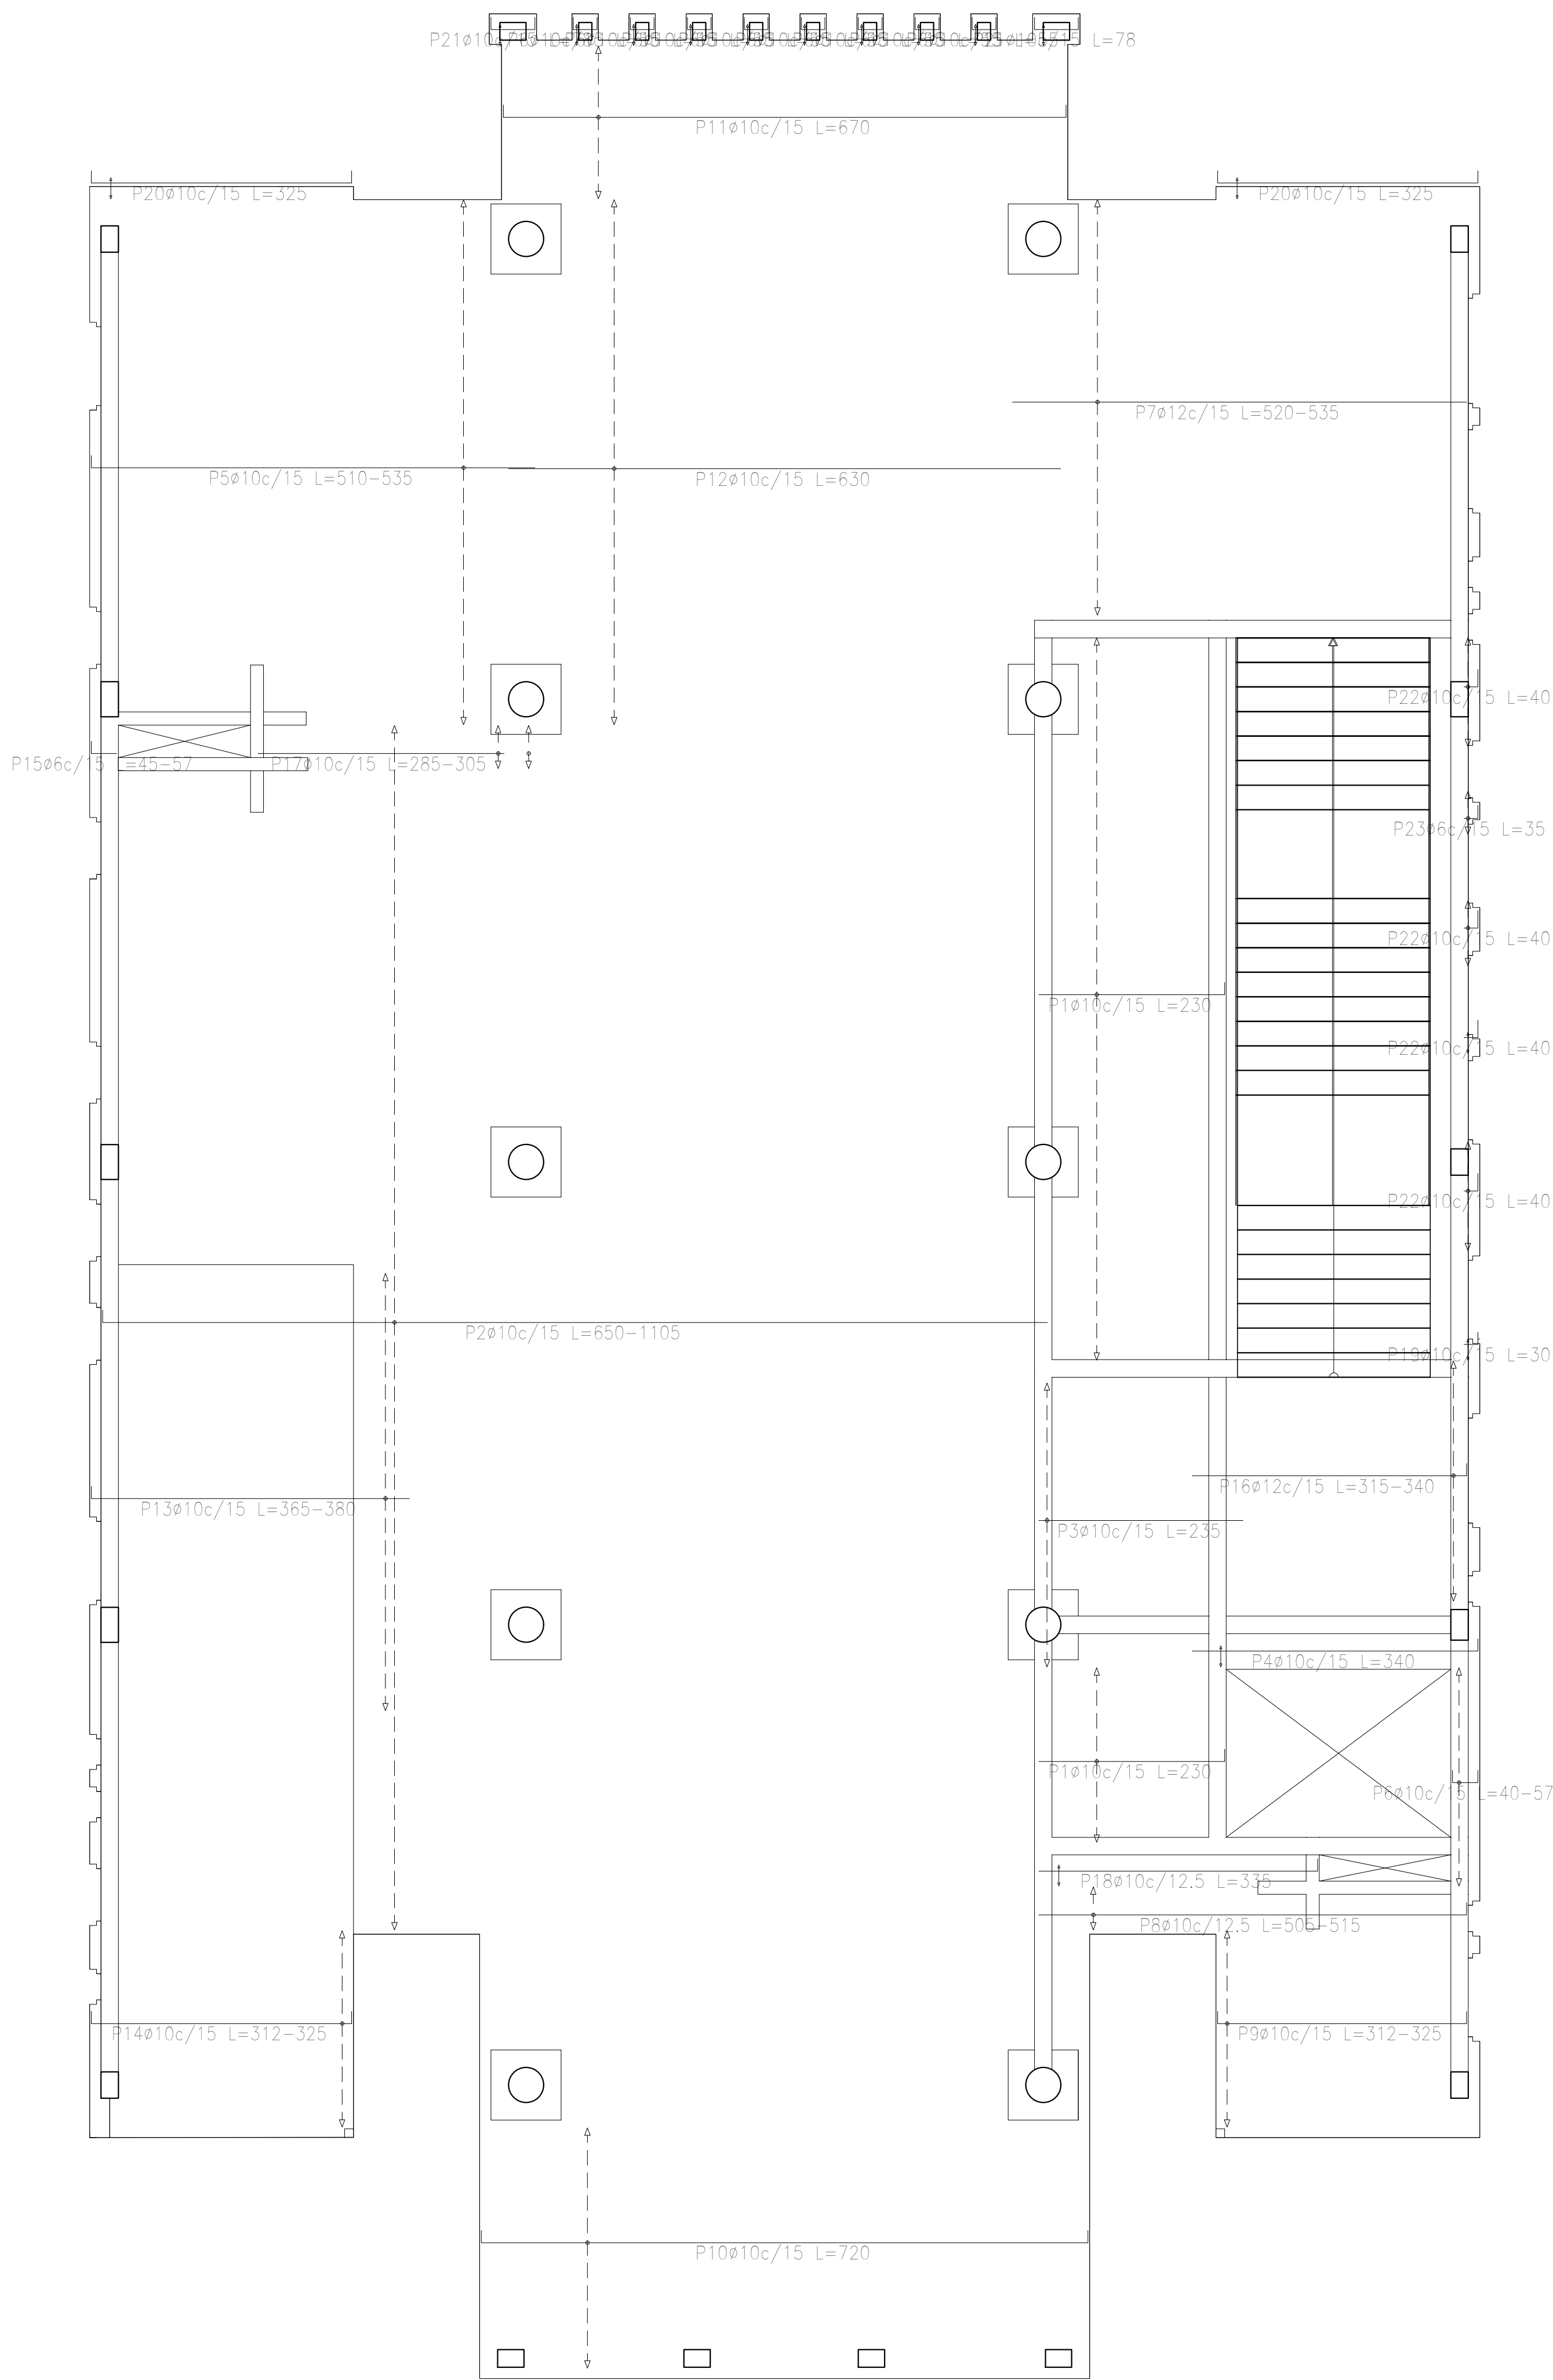 P21ø10c/15
L=78
P11ø10c/15 L=670
P20ø10c/15 L=325
P20ø10c/15 L=325
P7ø12c/15 L=520-535
P5ø10c/15 L=510-535
P12ø10c/15 L=630
P22ø10c/15 L=40
P15ø6c/15 L=45-57
P17ø10c/15 L=285-305
P23ø6c/15 L=35
P22ø10c/15 L=40
P1ø10c/15 L=230
P22ø10c/15 L=40
P22ø10c/15 L=40
P2ø10c/15 L=650-1105
P19ø10c/15 L=30
P16ø12c/15 L=315-340
P13ø10c/15 L=365-380
P3ø10c/15 L=235
P4ø10c/15 L=340
P1ø10c/15 L=230
P6ø10c/15 L=40-57
P18ø10c/12.5 L=335
P8ø10c/12.5 L=505-515
P14ø10c/15 L=312-325
P9ø10c/15 L=312-325
P10ø10c/15 L=720